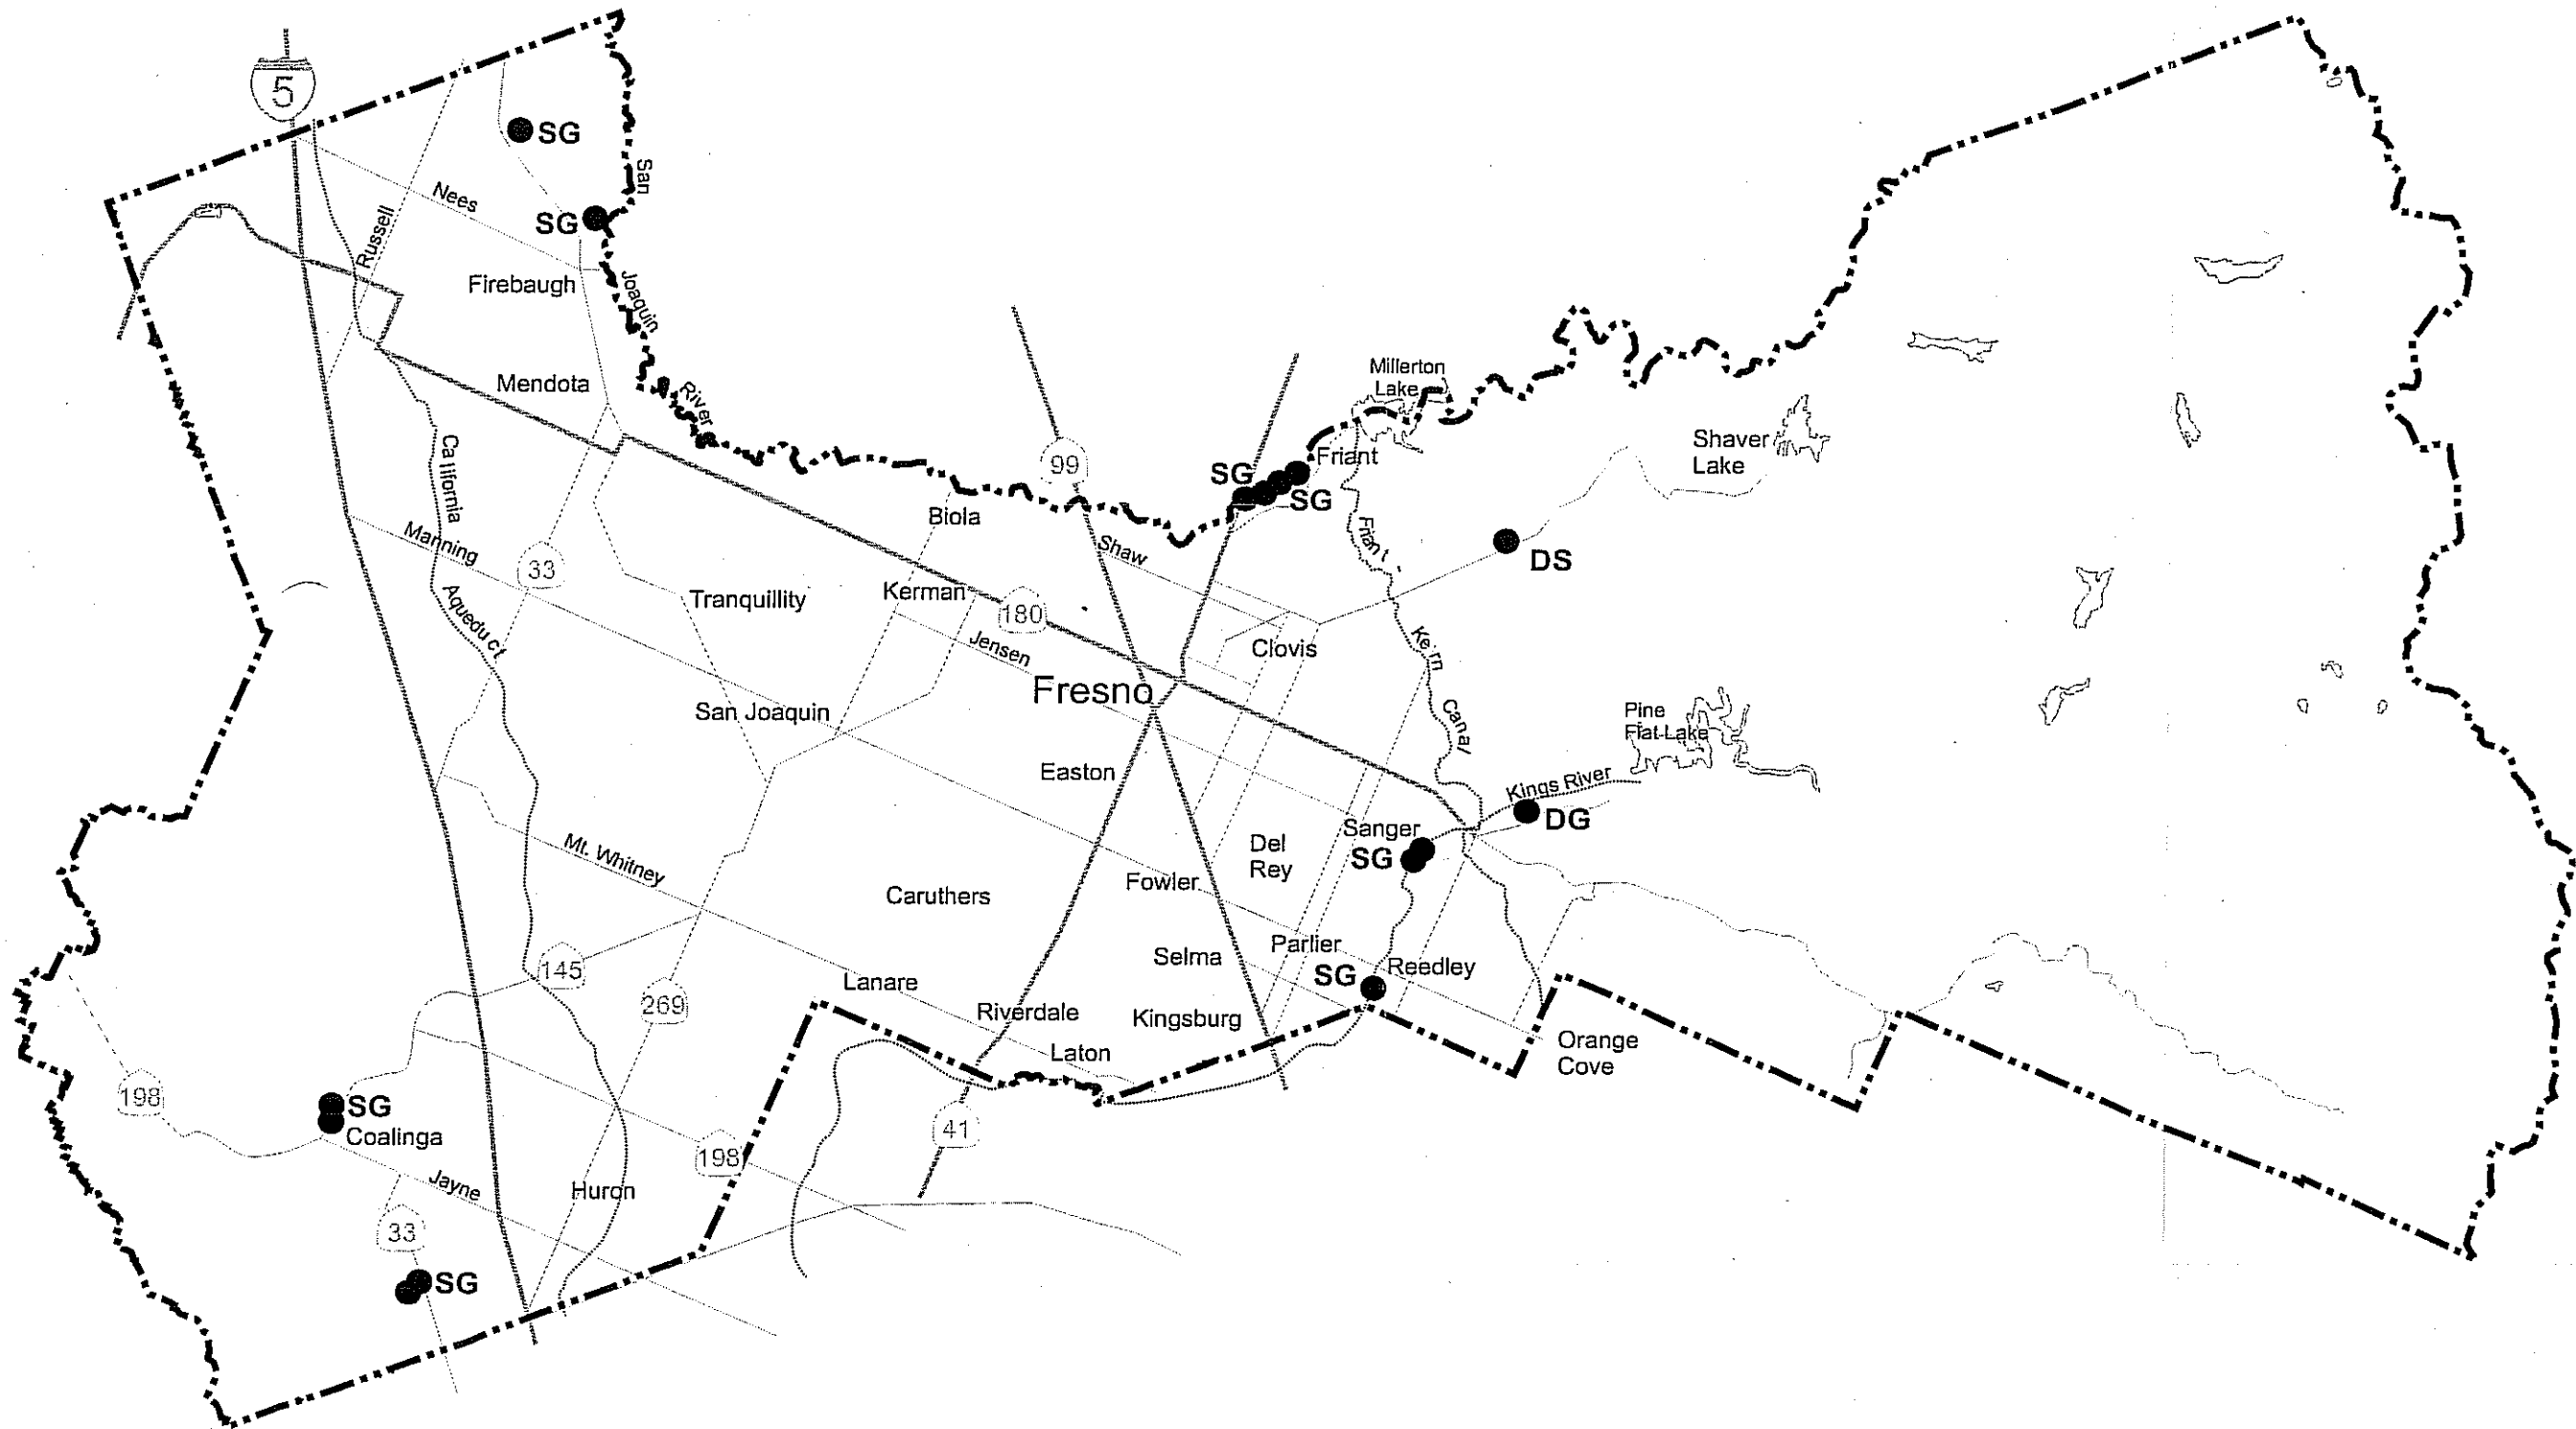 5
SG
San
Nees
SG
Russell
Joaquin
Firebaugh
Mendota
River
Millerton
Lake
California
99
Friant
Shaver
Lake
SG
SG
Biola
Manning
33
Shaw
Friant
DS
Tranquillity
Kerman
180
Aqueduct
Jensen
Clovis
Kern
Fresno
San Joaquin
Canal
Pine
Flat Lake
Easton
Kings River
DG
Mt. Whitney
Sanger
SG
Del
Rey
Caruthers
Fowler
Selma
Parlier
Reedley
SG
145
269
Lanare
Riverdale
Kingsburg
Laton
Orange
Cove
198
SG
Coalinga
41
198
Jayne
Huron
33
SG